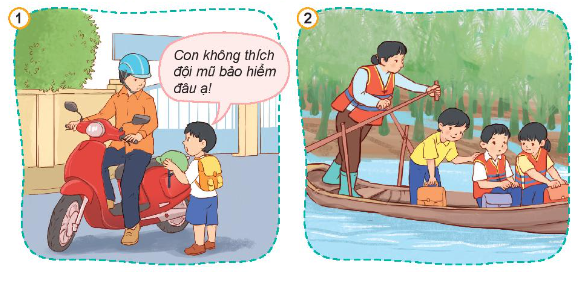 1
Con không thích
đội mũ bảo hiểm
đâu ạ!
2